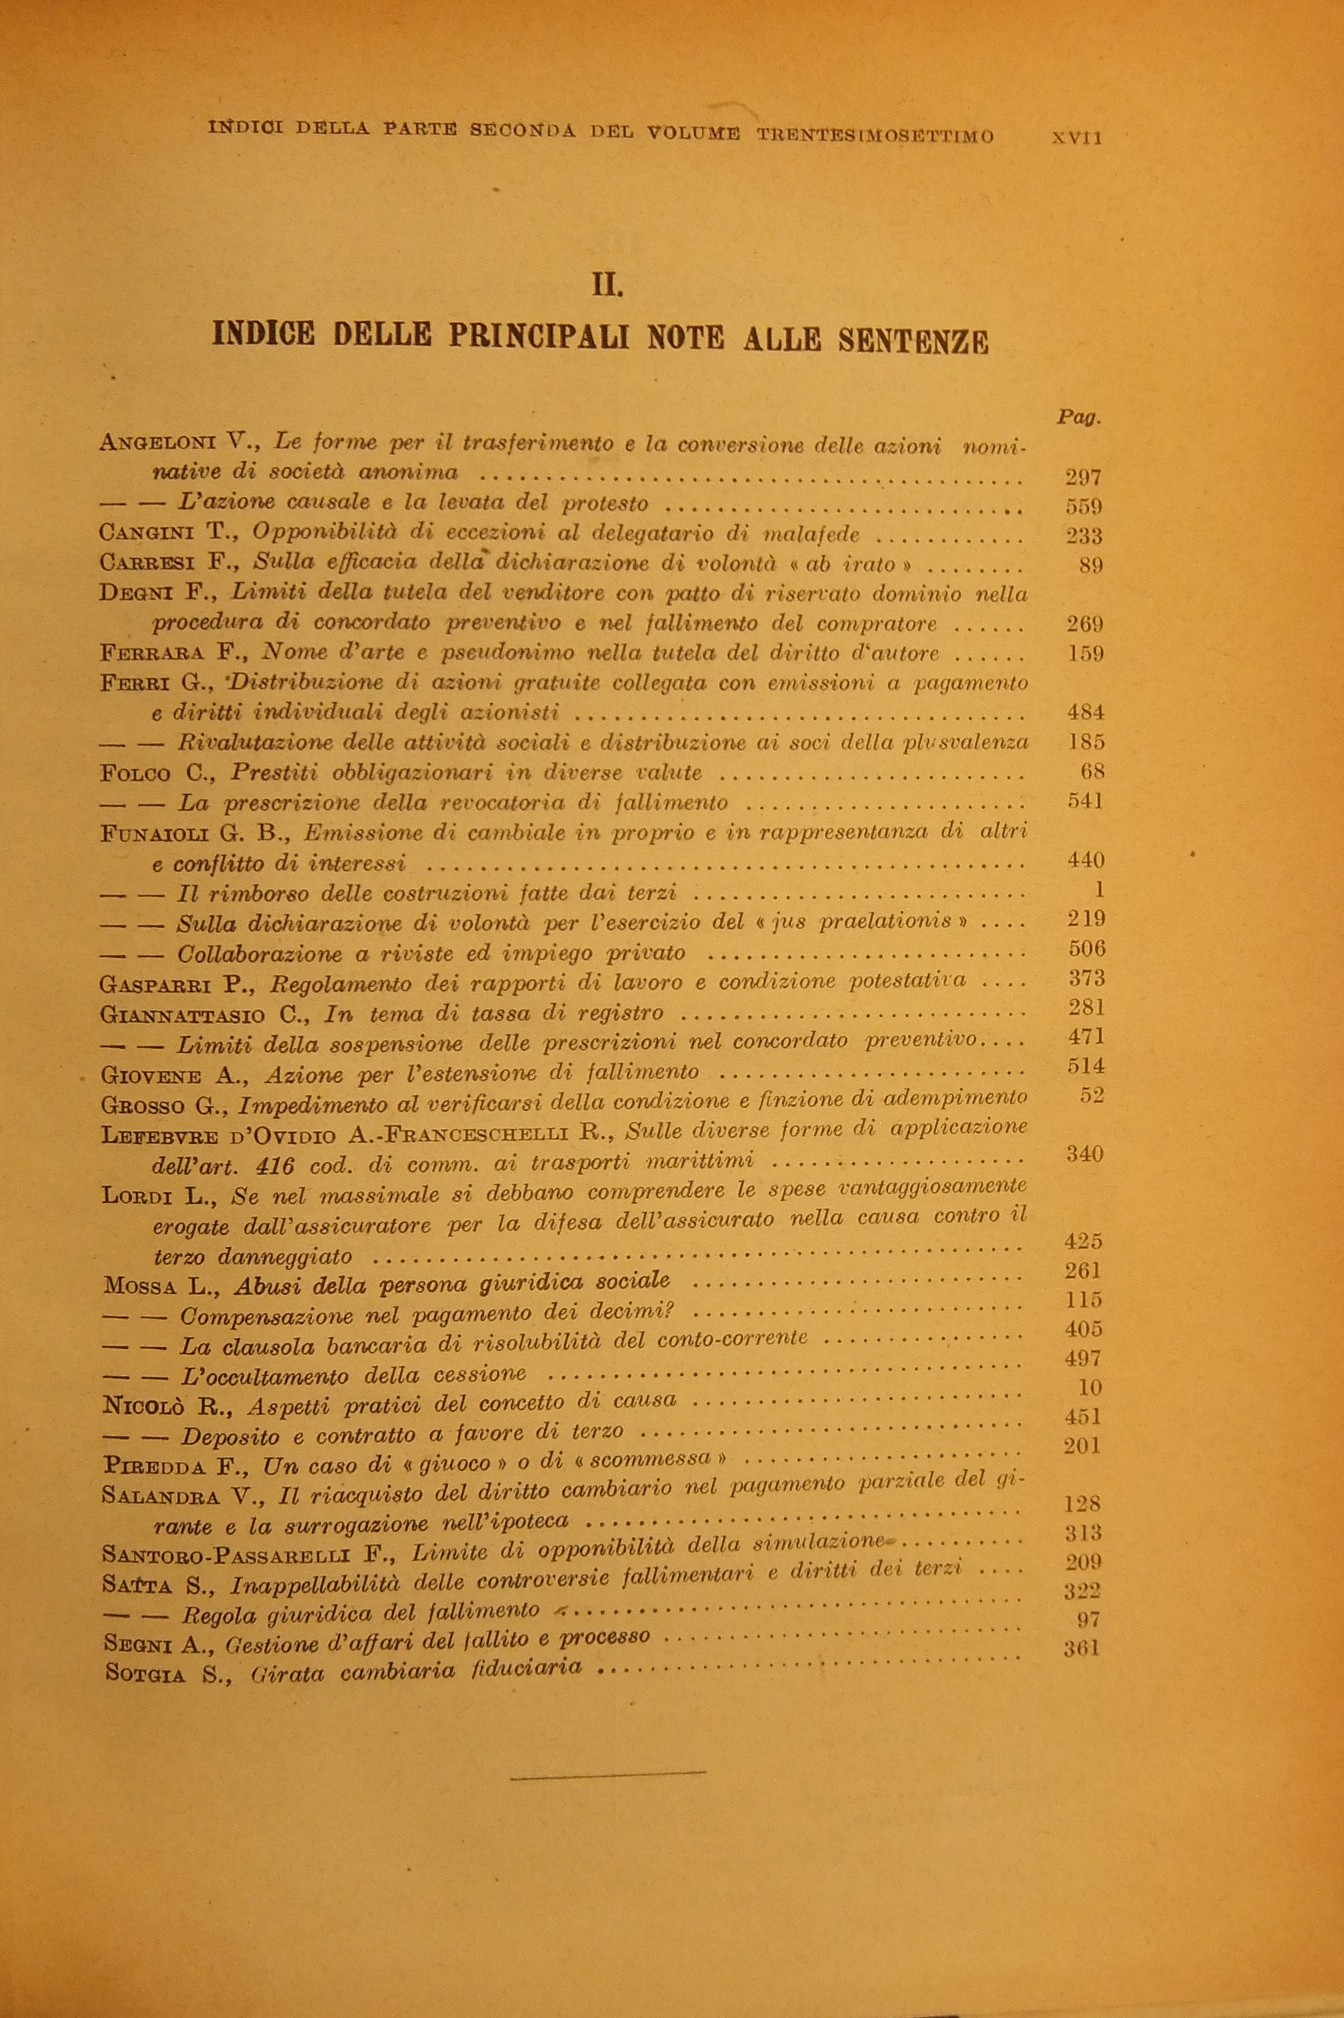 INDICI DELLA PARTE SECONDA DEL VOLUME TRENTESIMOSETTIMO XVII
II.
INDICE DELLE PRINCIPALI NOTE ALLE SENTENZE
Pag.
ANGELONI V., Le forme per il trasferimento e la conversione delle azioni nomi-
native di società anonima ........................................ 297
— — L'azione causale e la levata del protesto ............................ 559
CANGINI T., Opponibilità di eccezioni al delegatario di malafede ............ 233
CARRESI F., Sulla efficacia della dichiarazione di volontà « ab irato » ........ 89
DEGNI F., Limiti della tutela del venditore con patto di riservato dominio nella
procedura di concordato preventivo e nel fallimento del compratore ...... 269
FERRARA F., Nome d'arte e pseudonimo nella tutela del diritto d'autore ...... 159
FERRI G., Distribuzione di azioni gratuite collegata con emissioni a pagamento
e diritti individuali degli azionisti .................................. 484
— — Rivalutazione delle attività sociali e distribuzione ai soci della plusvalenza 185
FOLCO C., Prestiti obbligazionari in diverse valute ........................ 68
— — La prescrizione della revocatoria di fallimento ...................... 541
FUNAIOLI G. B., Emissione di cambiale in proprio e in rappresentanza di altri
e conflitto di interessi ............................................ 440
— — Il rimborso delle costruzioni fatte dai terzi .......................... 1
— — Sulla dichiarazione di volontà per l'esercizio del « jus praelationis » .... 219
— — Collaborazione a riviste ed impiego privato ........................ 506
GASPARRI P., Regolamento dei rapporti di lavoro e condizione potestativa .... 373
GIANNATTASIO C., In tema di tassa di registro .......................... 281
— — Limiti della sospensione delle prescrizioni nel concordato preventivo.... 471
GIOVENE A., Azione per l'estensione di fallimento ........................ 514
GROSSO G., Impedimento al verificarsi della condizione e finzione di adempimento 52
LEFEBVRE D'OVIDIO A.-FRANCESCHELLI R., Sulle diverse forme di applicazione
dell'art. 416 cod. di comm. ai trasporti marittimi .................... 340
LORDI L., Se nel massimale si debbano comprendere le spese vantaggiosamente
erogate dall'assicuratore per la difesa dell'assicurato nella causa contro il
terzo danneggiato ................................................ 425
MOSSA L., Abusi della persona giuridica sociale .......................... 261
— — Compensazione nel pagamento dei decimi? .......................... 115
— — La clausola bancaria di risolubilità del conto-corrente ................ 405
— — L'occultamento della cessione .................................... 497
NICOLÒ R., Aspetti pratici del concetto di causa .......................... 10
— — Deposito e contratto a favore di terzo .............................. 451
PIREDDA F., Un caso di « giuoco » o di « scommessa » ...................... 201
SALANDRA V., Il riacquisto del diritto cambiario nel pagamento parziale del gi-
rante e la surrogazione nell'ipoteca .................................. 128
SANTORO-PASSARELLI F., Limite di opponibilità della simulazione .......... 313
SATTA S., Inappellabilità delle controversie fallimentari e diritti dei terzi .... 209
— — Regola giuridica del fallimento .................................... 322
SEGNI A., Gestione d'affari del fallito e processo ............................ 97
SOTGIA S., Girata cambiaria fiduciaria .................................. 361